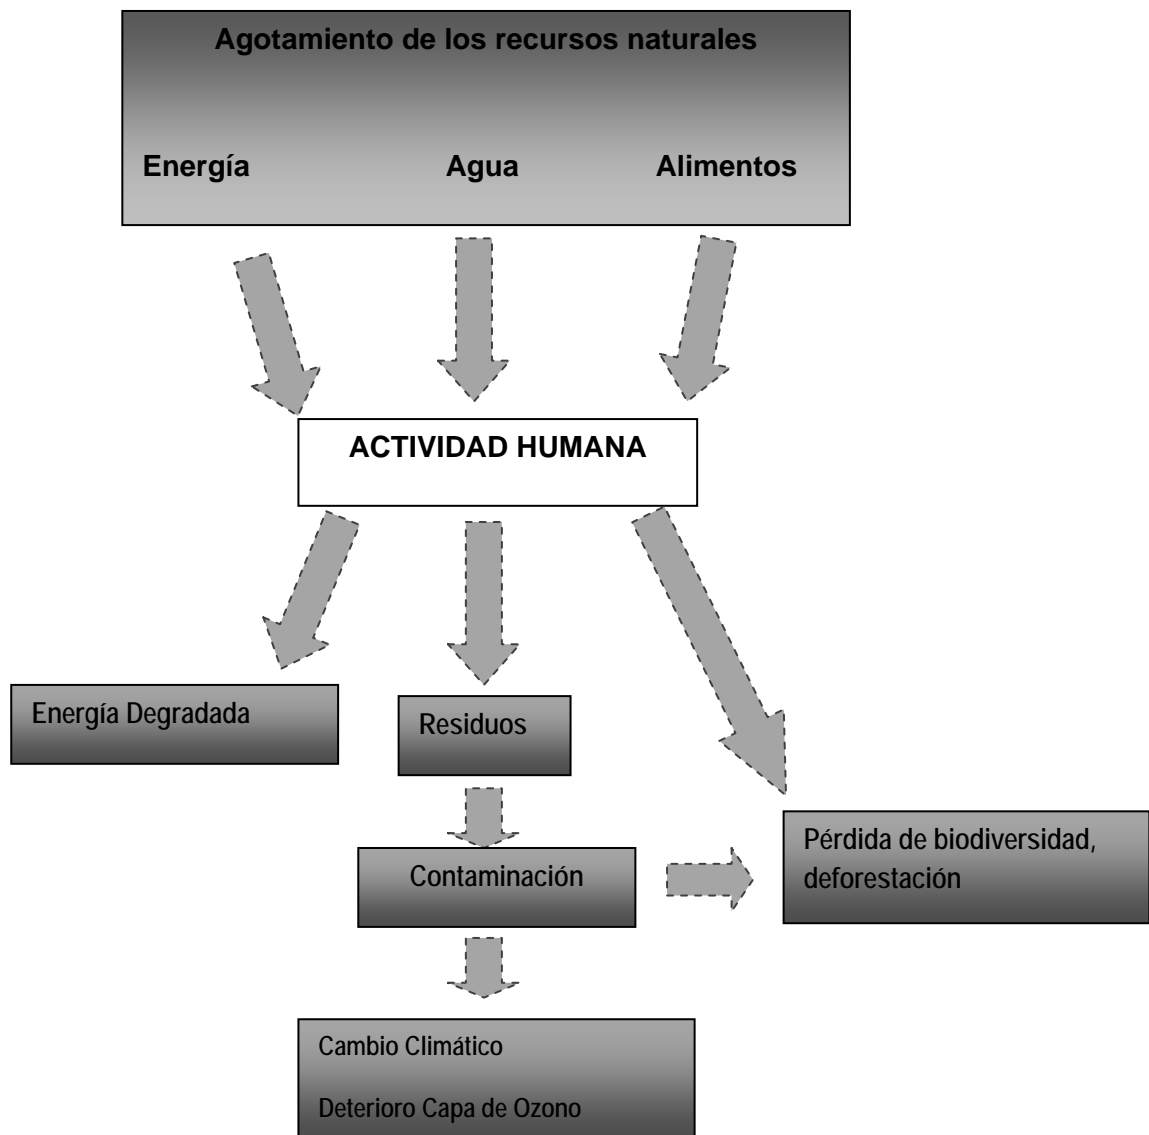 Agotamiento de los recursos naturales
Energía Agua Alimentos
ACTIVIDAD HUMANA
Energía Degradada
Residuos
Contaminación
Pérdida de biodiversidad,
deforestación
Cambio Climático
Deterioro Capa de Ozono